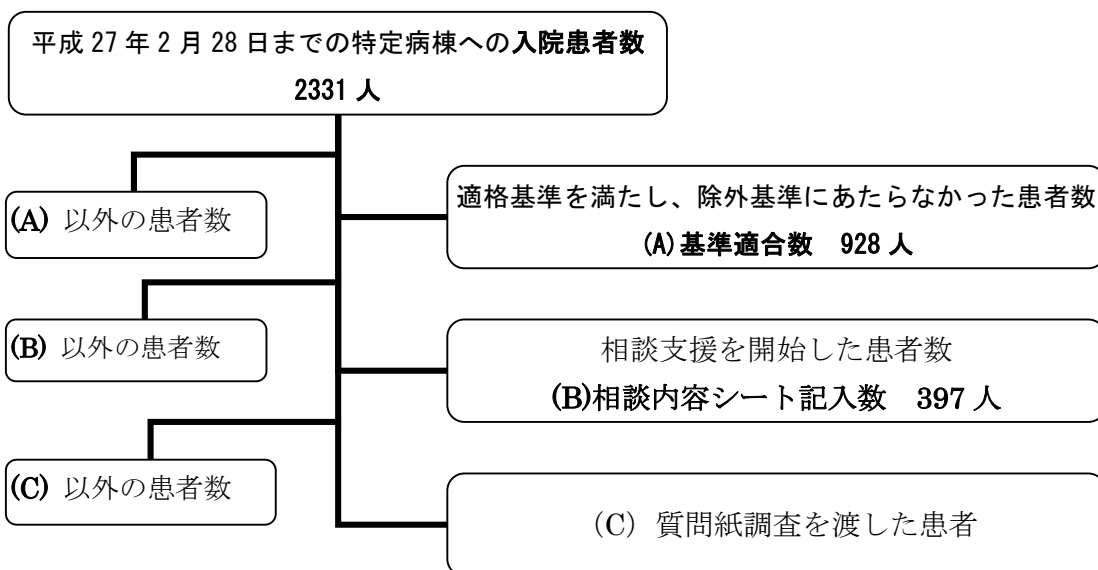 平成 27 年 2 月 28 日までの特定病棟への入院患者数
2331 人
(A) 以外の患者数
適格基準を満たし、除外基準にあたらなかった患者数
(A)基準適合数　928 人
(B) 以外の患者数
相談支援を開始した患者数
(B)相談内容シート記入数　397 人
(C) 以外の患者数
（C）質問紙調査を渡した患者